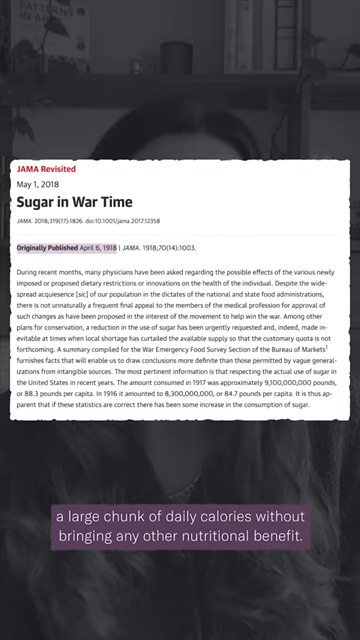 PATTERNS
IN ART
JAMA Revisited
May 1, 2018
Sugar in War Time
JAMA. 2018;319(17):1826. doi:10.1001/jama.2017.12358
Originally Published April 6, 1918 | JAMA. 1918;70(14):1003.
During recent months, many physicians have been asked regarding the possible effects of the various newly
imposed or proposed dietary restrictions or innovations on the health of the individual. Despite the wide-
spread acquiesence [sic] of our population in the dictates of the national and state food administrations,
there is not unnaturally a frequent final appeal to the members of the medical profession for approval of
such changes as have been proposed in the interest of the movement to help win the war. Among other
plans for conservation, a reduction in the use of sugar has been urgently requested and, indeed, made in-
evitable at times when local shortage has curtailed the available supply so that the customary quota is not
forthcoming. A summary compiled for the War Emergency Food Survey Section of the Bureau of Markets1
furnishes facts that will enable us to draw conclusions more definite than those permitted by vague general-
izations from intangible sources. The most pertinent information is that respecting the actual use of sugar in
the United States in recent years. The amount consumed in 1917 was approximately 9,100,000,000 pounds,
or 88.3 pounds per capita. In 1916 it amounted to 8,300,000,000, or 84.7 pounds per capita. It is thus ap-
parent that if these statistics are correct there has been some increase in the consumption of sugar.
a large chunk of daily calories without
bringing any other nutritional benefit.